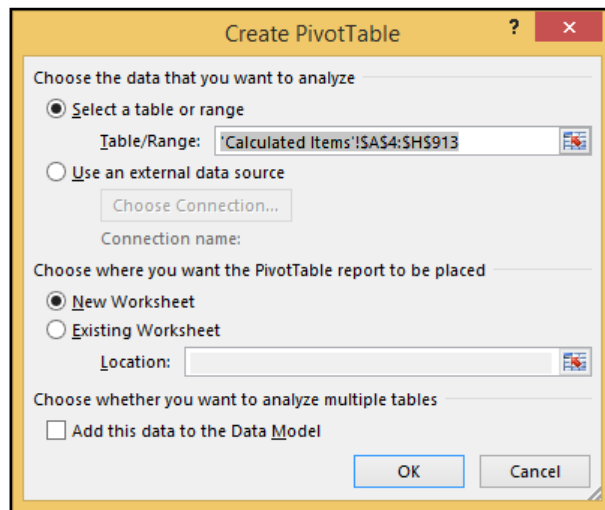 Create PivotTable ?
Choose the data that you want to analyze
Select a table or range
Table/Range: 'Calculated Items'!$A$4:$H$913
Use an external data source
Choose Connection...
Connection name:
Choose where you want the PivotTable report to be placed
New Worksheet
Existing Worksheet
Location:
Choose whether you want to analyze multiple tables
Add this data to the Data Model
OK Cancel